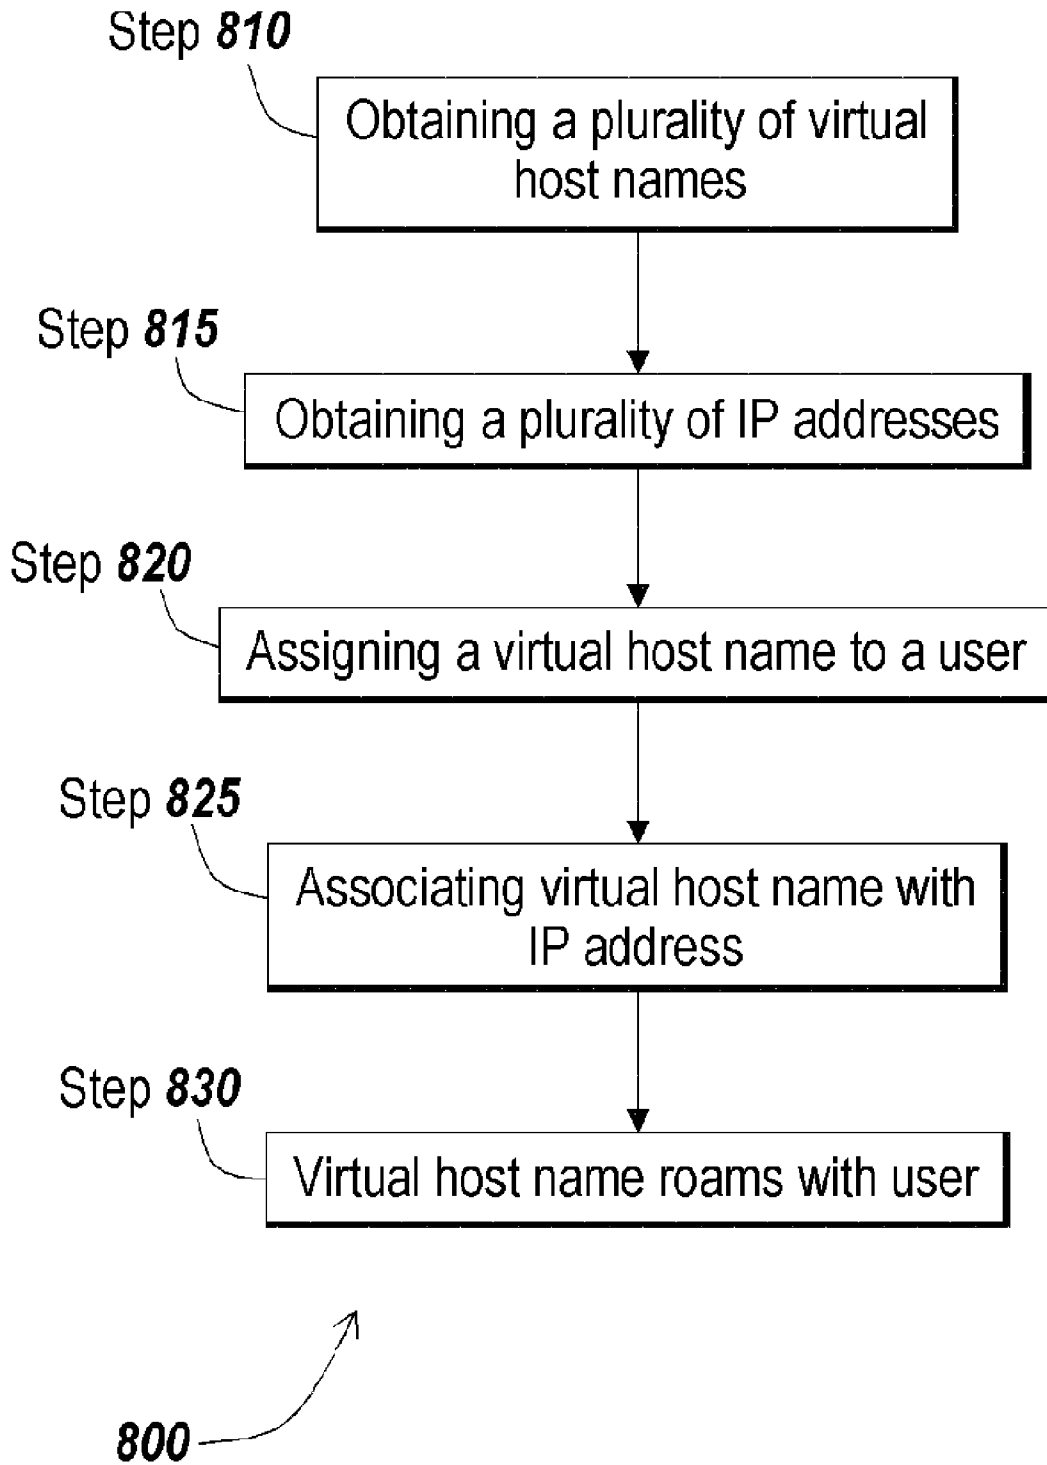 Step 810
Obtaining a plurality of virtual
host names
Step 815
Obtaining a plurality of IP addresses
Step 820
Assigning a virtual host name to a user
Step 825
Associating virtual host name with
IP address
Step 830
Virtual host name roams with user
800